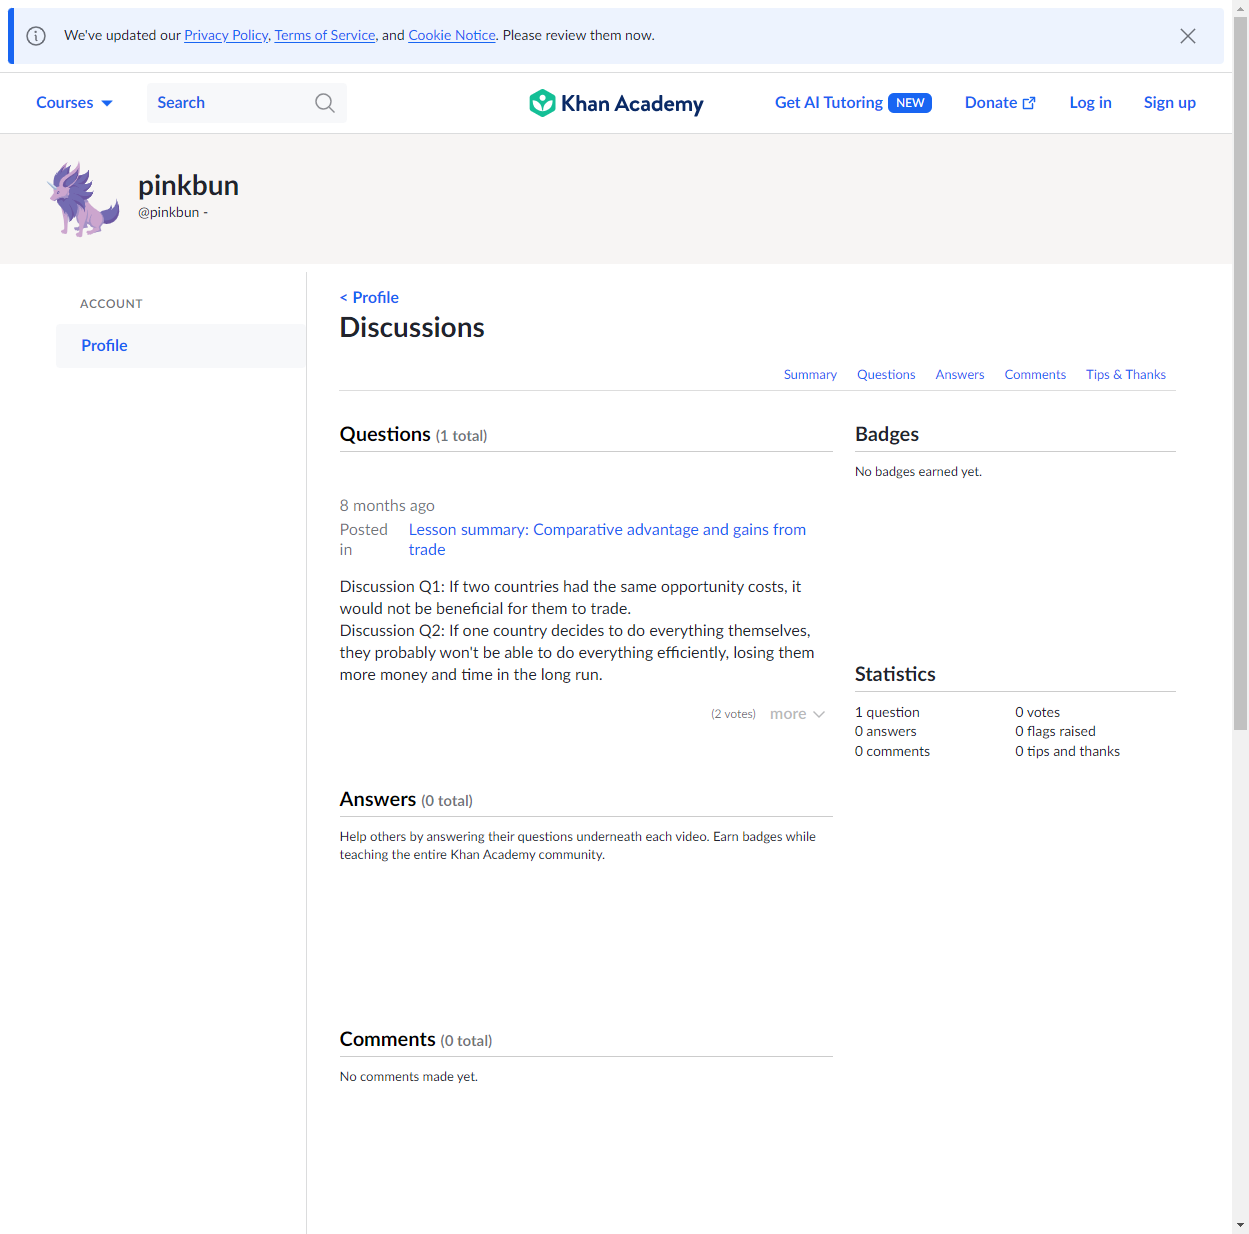 We've updated our Privacy Policy, Terms of Service, and Cookie Notice. Please review them now.
Courses
Search
Khan Academy
Get AI Tutoring NEW
Donate
Log in
Sign up
pinkbun
@pinkbun -
ACCOUNT
Profile
< Profile
Discussions
Summary
Questions
Answers
Comments
Tips & Thanks
Questions (1 total)
8 months ago
Posted in
Lesson summary: Comparative advantage and gains from
trade
Discussion Q1: If two countries had the same opportunity costs, it
would not be beneficial for them to trade.
Discussion Q2: If one country decides to do everything themselves,
they probably won't be able to do everything efficiently, losing them
more money and time in the long run.
(2 votes)
more
Answers (0 total)
Help others by answering their questions underneath each video. Earn badges while
teaching the entire Khan Academy community.
Comments (0 total)
No comments made yet.
Badges
No badges earned yet.
Statistics
1 question
0 votes
0 answers
0 flags raised
0 comments
0 tips and thanks